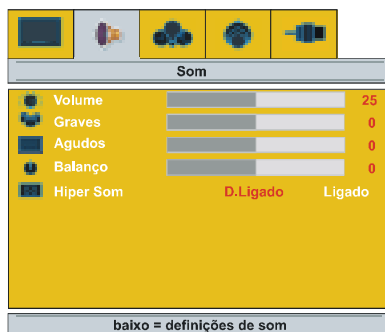 Som
Volume 25
Graves 0
Agudos 0
Balanço 0
Hiper Som D.Ligado Ligado
baixo = definições de som